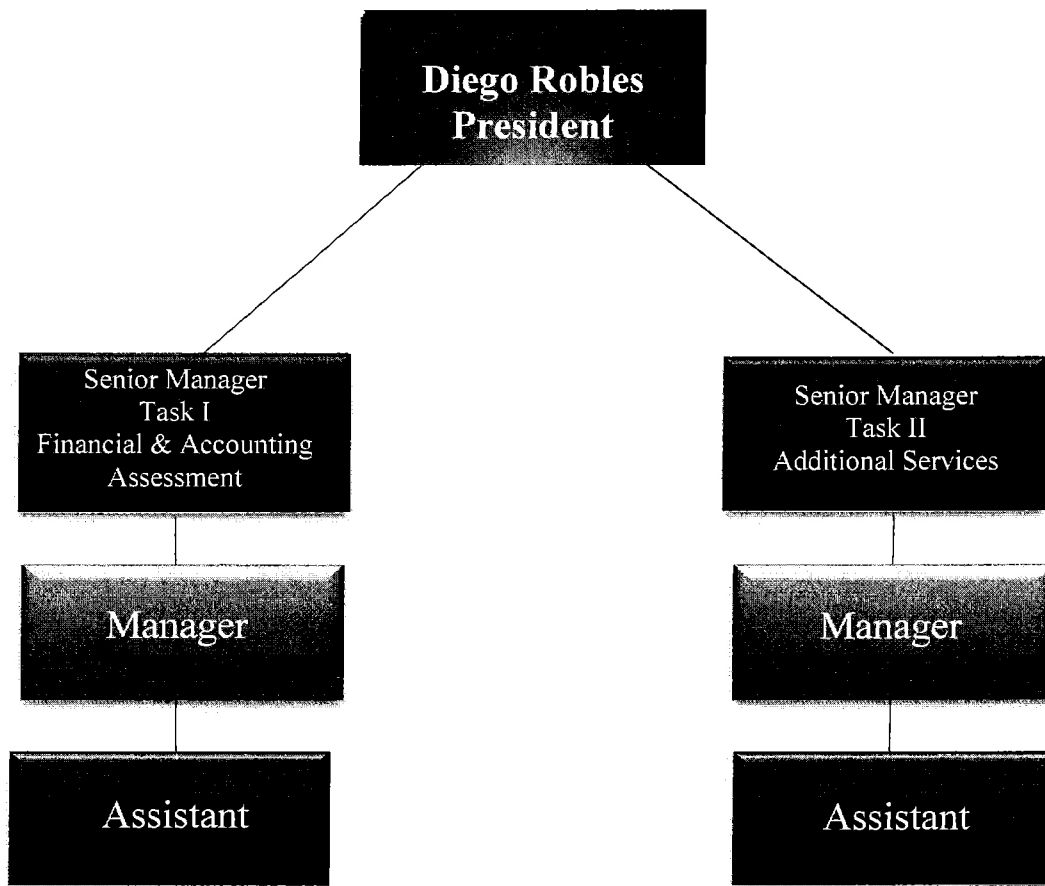 Diego Robles
President
Senior Manager
Task I
Financial & Accounting
Assessment
Senior Manager
Task II
Additional Services
Manager
Manager
Assistant
Assistant